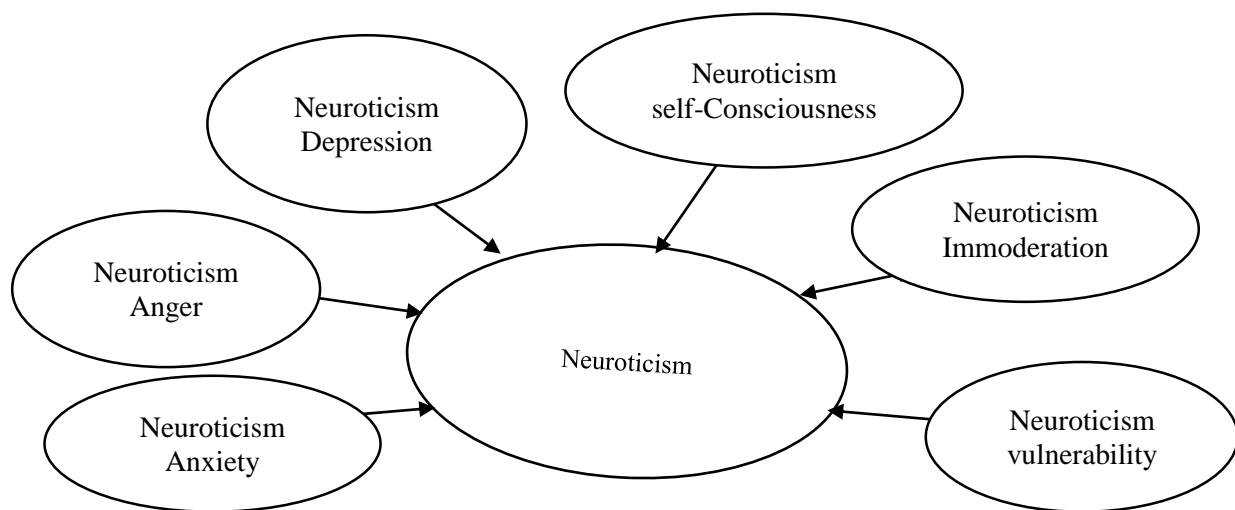 Neuroticism
Depression
Neuroticism
self-Consciousness
Neuroticism
Immoderation
Neuroticism
Anger
Neuroticism
Neuroticism
Anxiety
Neuroticism
vulnerability